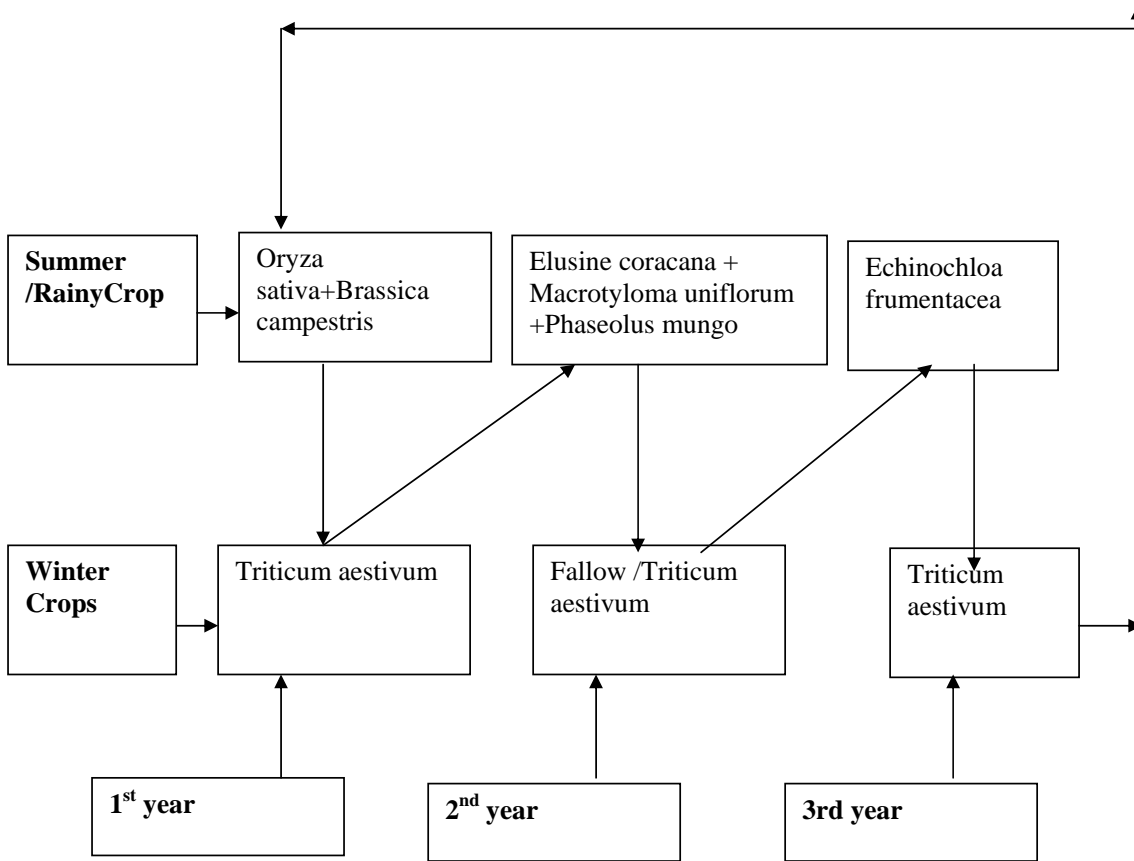 Summer
/RainyCrop
Oryza
sativa+Brassica
campestris
Elusine coracana +
Macrotyloma uniflorum
+Phaseolus mungo
Echinochloa
frumentacea
Winter
Crops
Triticum aestivum
Fallow /Triticum
aestivum
Triticum
aestivum
1st year
2nd year
3rd year